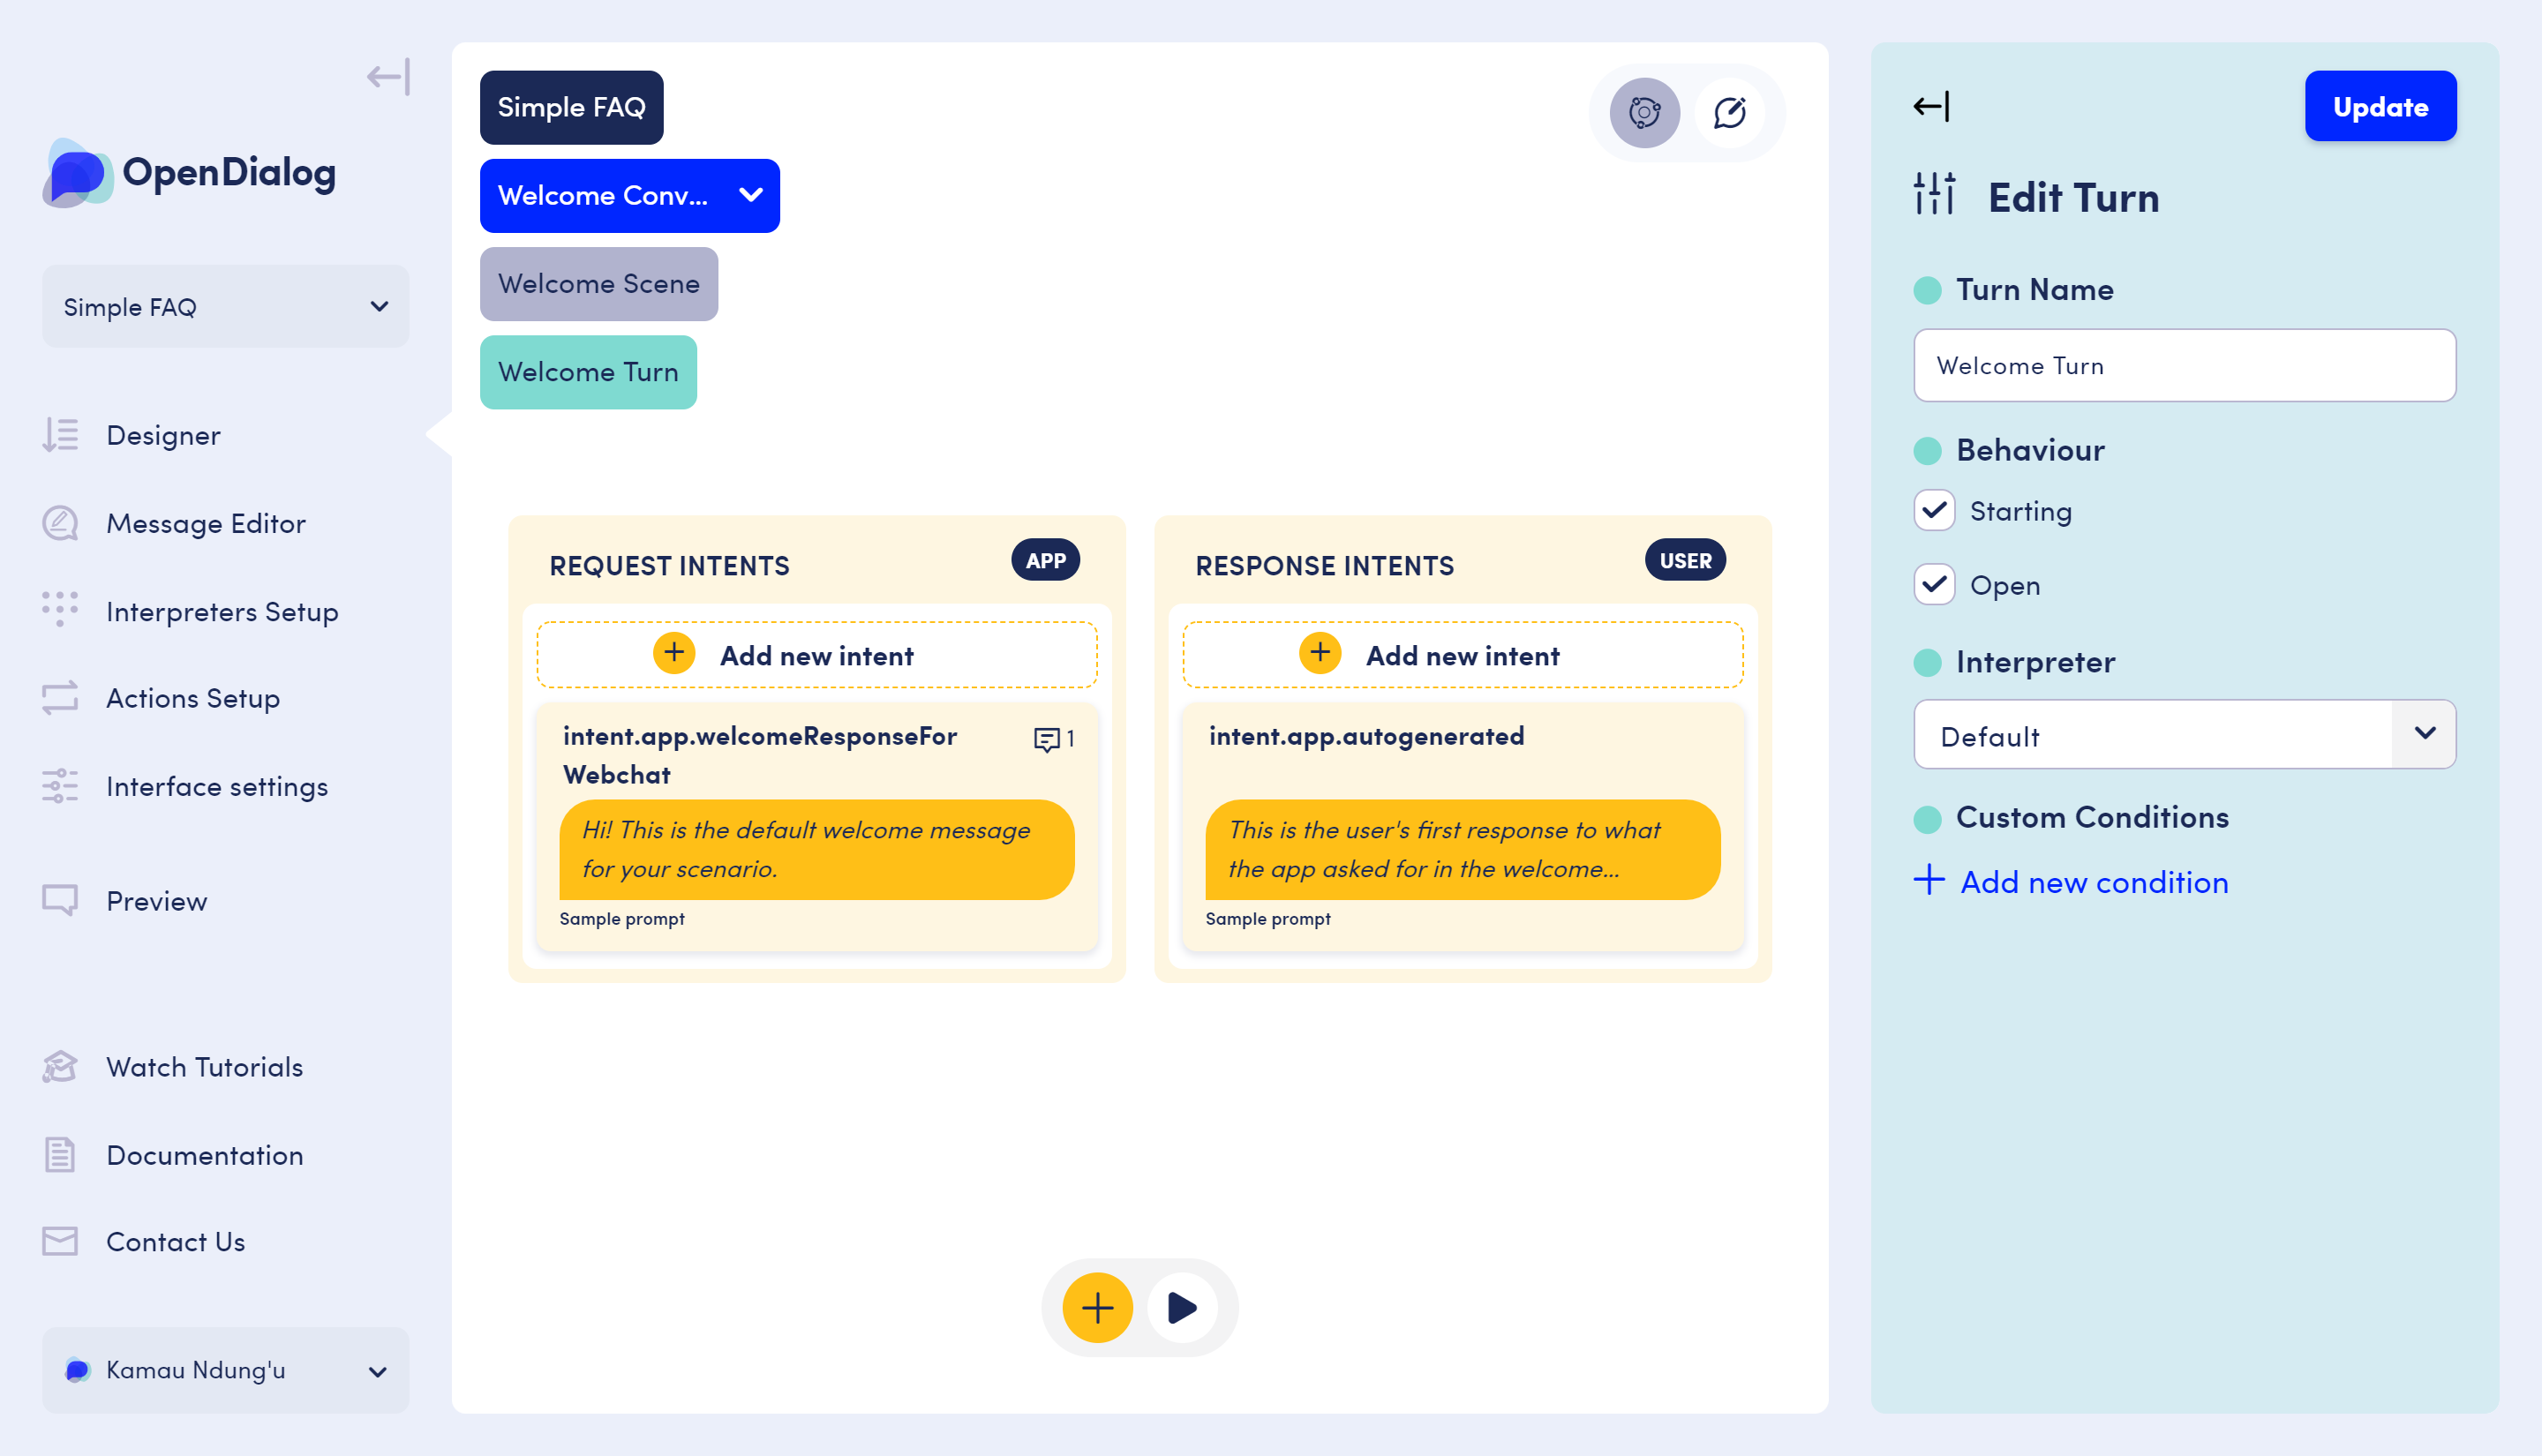 OpenDialog
Simple FAQ
Designer
Message Editor
Interpreters Setup
Actions Setup
Interface settings
Preview
Watch Tutorials
Documentation
Contact Us
Kamau Ndung'u
Simple FAQ
Welcome Conv...
Welcome Scene
Welcome Turn
REQUEST INTENTS
APP
Add new intent
intent.app.welcomeResponseFor
Webchat
1
Hi! This is the default welcome message
for your scenario.
Sample prompt
RESPONSE INTENTS
USER
Add new intent
intent.app.autogenerated
This is the user's first response to what
the app asked for in the welcome...
Sample prompt
Update
Edit Turn
Turn Name
Welcome Turn
Behaviour
Starting
Open
Interpreter
Default
Custom Conditions
Add new condition